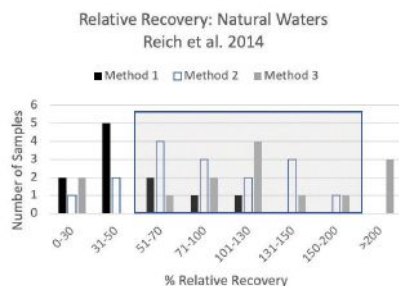 Relative Recovery: Natural Waters
Reich et al. 2014
Method 1 Method 2 Method 3
Number of Samples
6
5
4
3
2
1
0
0-30 31-50 51-70 71-100 101-130 131-150 150-200 >200
% Relative Recovery